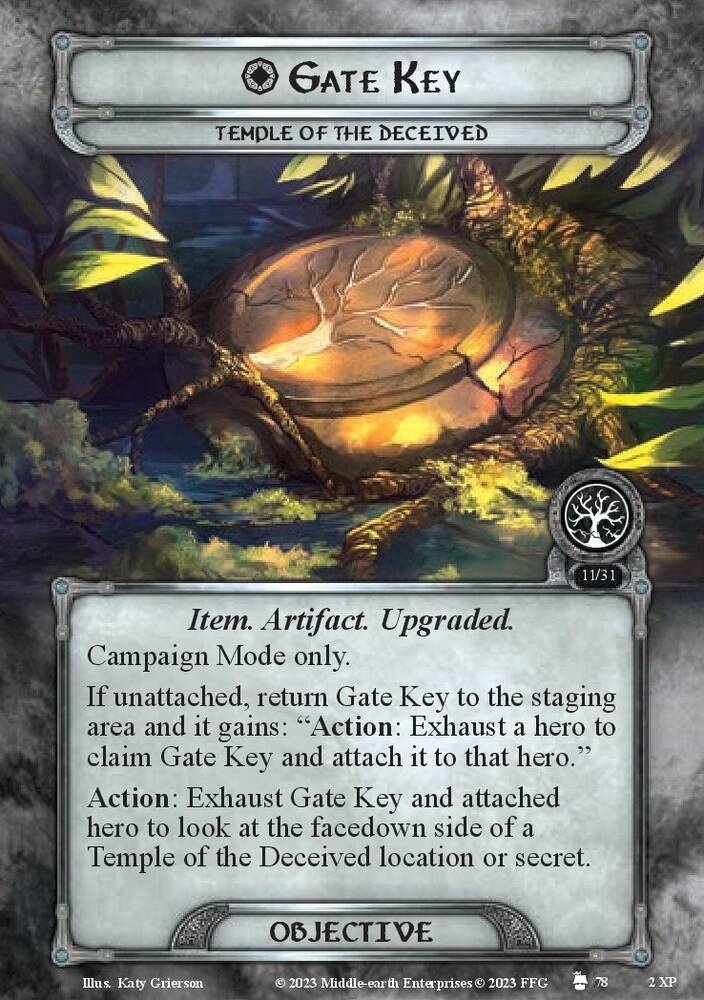 Gate Key
Temple of the Deceived
11/31
Item. Artifact. Upgraded.
Campaign Mode only.
If unattached, return Gate Key to the staging
area and it gains: “Action: Exhaust a hero to
claim Gate Key and attach it to that hero.”
Action: Exhaust Gate Key and attached
hero to look at the facedown side of a
Temple of the Deceived location or secret.
OBJECTIVE
Illus. Katy Grierson © 2023 Middle-earth Enterprises © 2023 FFG 78 2 XP